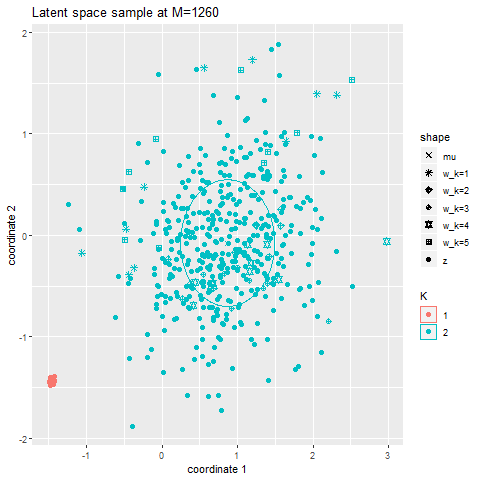 Latent space sample at M=1260
2
1
0
-1
-2
coordinate 2
-1
0
1
2
3
coordinate 1
shape
mu
w_k=1
w_k=2
w_k=3
w_k=4
w_k=5
z
K
1
2